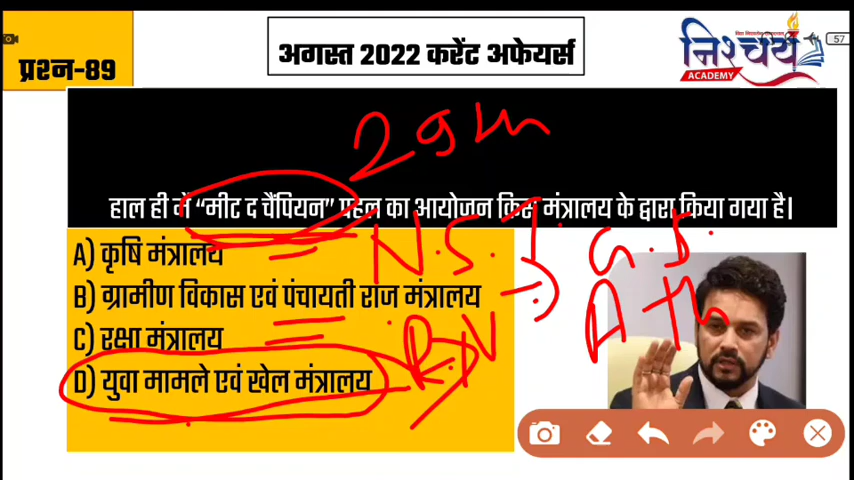 प्रश्न-89
अगस्त 2022 करेंट अफेयर्स
निश्चय
ACADEMY
57
हाल ही में “मीट द चैंपियन” पहल का आयोजन किस मंत्रालय के द्वारा किया गया है।
A) कृषि मंत्रालय
B) ग्रामीण विकास एवं पंचायती राज मंत्रालय
C) रक्षा मंत्रालय
D) युवा मामले एवं खेल मंत्रालय
N.S.